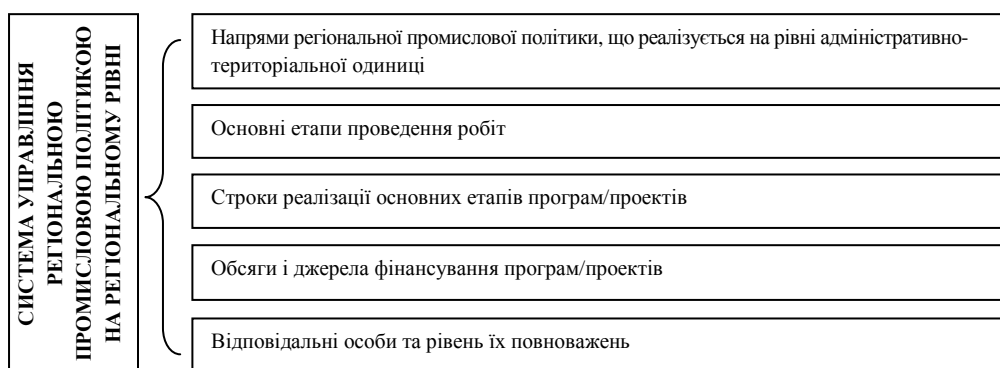 СИСТЕМА УПРАВЛІННЯ
РЕГІОНАЛЬНОЮ
ПРОМИСЛОВОЮ ПОЛІТИКОЮ
НА РЕГІОНАЛЬНОМУ РІВНІ
Напрями регіональної промислової політики, що реалізується на рівні адміністративно-
територіальної одиниці
Основні етапи проведення робіт
Строки реалізації основних етапів програм/проектів
Обсяги і джерела фінансування програм/проектів
Відповідальні особи та рівень їх повноважень